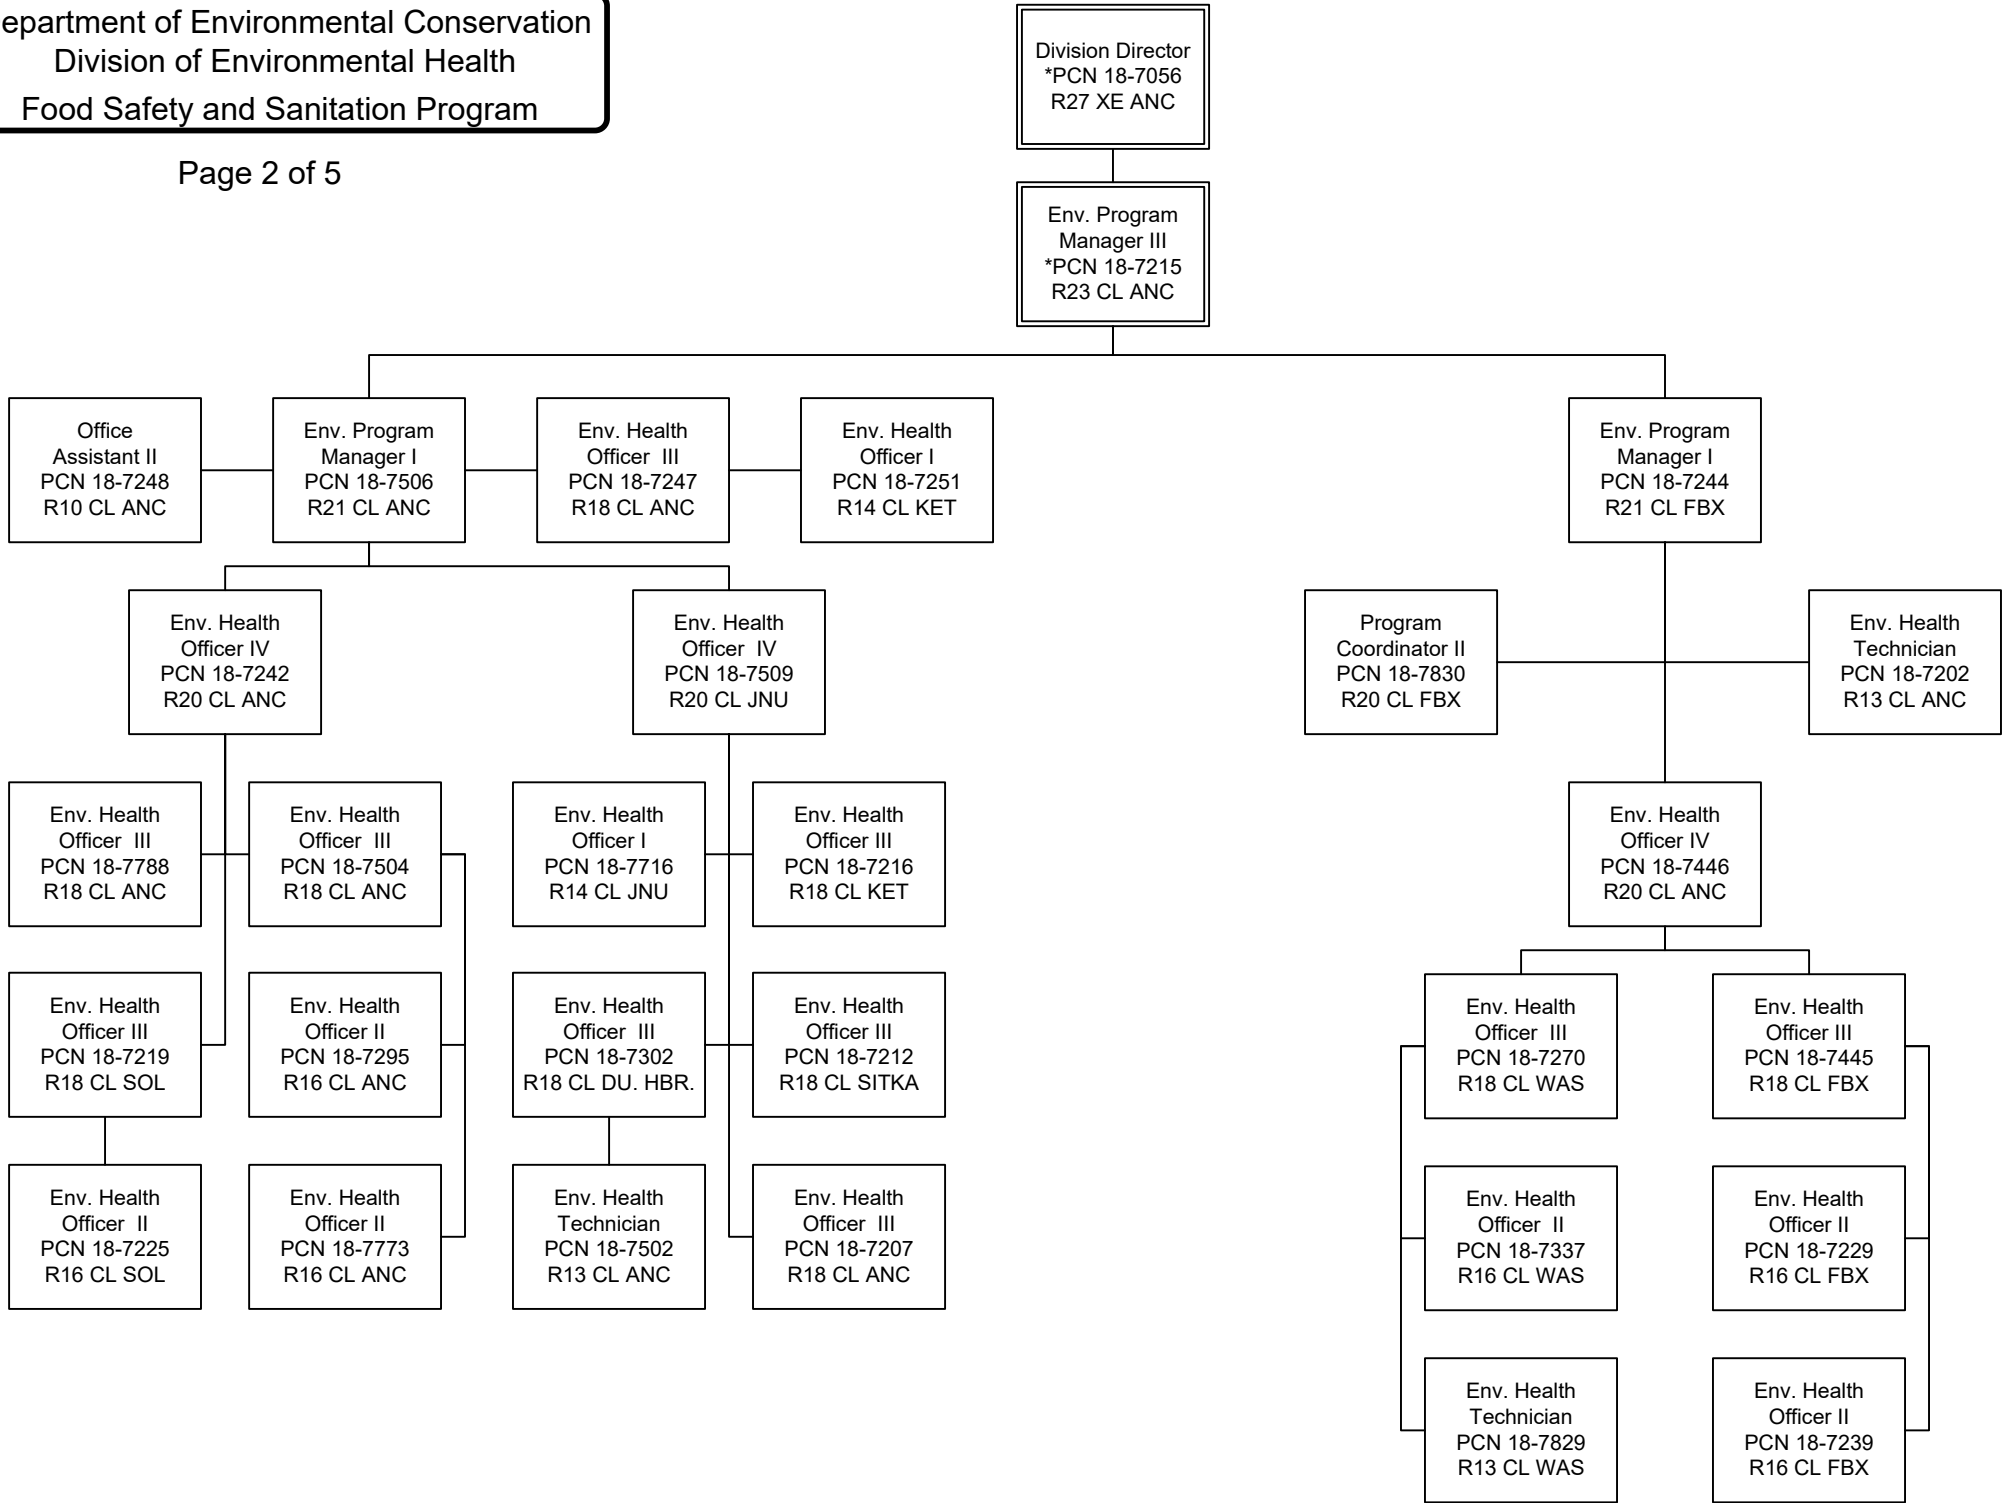 epartment of Environmental Conservation
Division of Environmental Health
Food Safety and Sanitation Program
Page 2 of 5
Division Director
*PCN 18-7056
R27 XE ANC
Env. Program
Manager III
*PCN 18-7215
R23 CL ANC
Office
Assistant II
PCN 18-7248
R10 CL ANC
Env. Program
Manager I
PCN 18-7506
R21 CL ANC
Env. Health
Officer III
PCN 18-7247
R18 CL ANC
Env. Health
Officer I
PCN 18-7251
R14 CL KET
Env. Program
Manager I
PCN 18-7244
R21 CL FBX
Env. Health
Officer IV
PCN 18-7242
R20 CL ANC
Env. Health
Officer IV
PCN 18-7509
R20 CL JNU
Program
Coordinator II
PCN 18-7830
R20 CL FBX
Env. Health
Technician
PCN 18-7202
R13 CL ANC
Env. Health
Officer III
PCN 18-7788
R18 CL ANC
Env. Health
Officer III
PCN 18-7504
R18 CL ANC
Env. Health
Officer I
PCN 18-7716
R14 CL JNU
Env. Health
Officer III
PCN 18-7216
R18 CL KET
Env. Health
Officer IV
PCN 18-7446
R20 CL ANC
Env. Health
Officer III
PCN 18-7219
R18 CL SOL
Env. Health
Officer II
PCN 18-7295
R16 CL ANC
Env. Health
Officer III
PCN 18-7302
R18 CL DU. HBR.
Env. Health
Officer III
PCN 18-7212
R18 CL SITKA
Env. Health
Officer III
PCN 18-7270
R18 CL WAS
Env. Health
Officer III
PCN 18-7445
R18 CL FBX
Env. Health
Officer II
PCN 18-7225
R16 CL SOL
Env. Health
Officer II
PCN 18-7773
R16 CL ANC
Env. Health
Technician
PCN 18-7502
R13 CL ANC
Env. Health
Officer III
PCN 18-7207
R18 CL ANC
Env. Health
Officer II
PCN 18-7337
R16 CL WAS
Env. Health
Officer II
PCN 18-7229
R16 CL FBX
Env. Health
Technician
PCN 18-7829
R13 CL WAS
Env. Health
Officer II
PCN 18-7239
R16 CL FBX